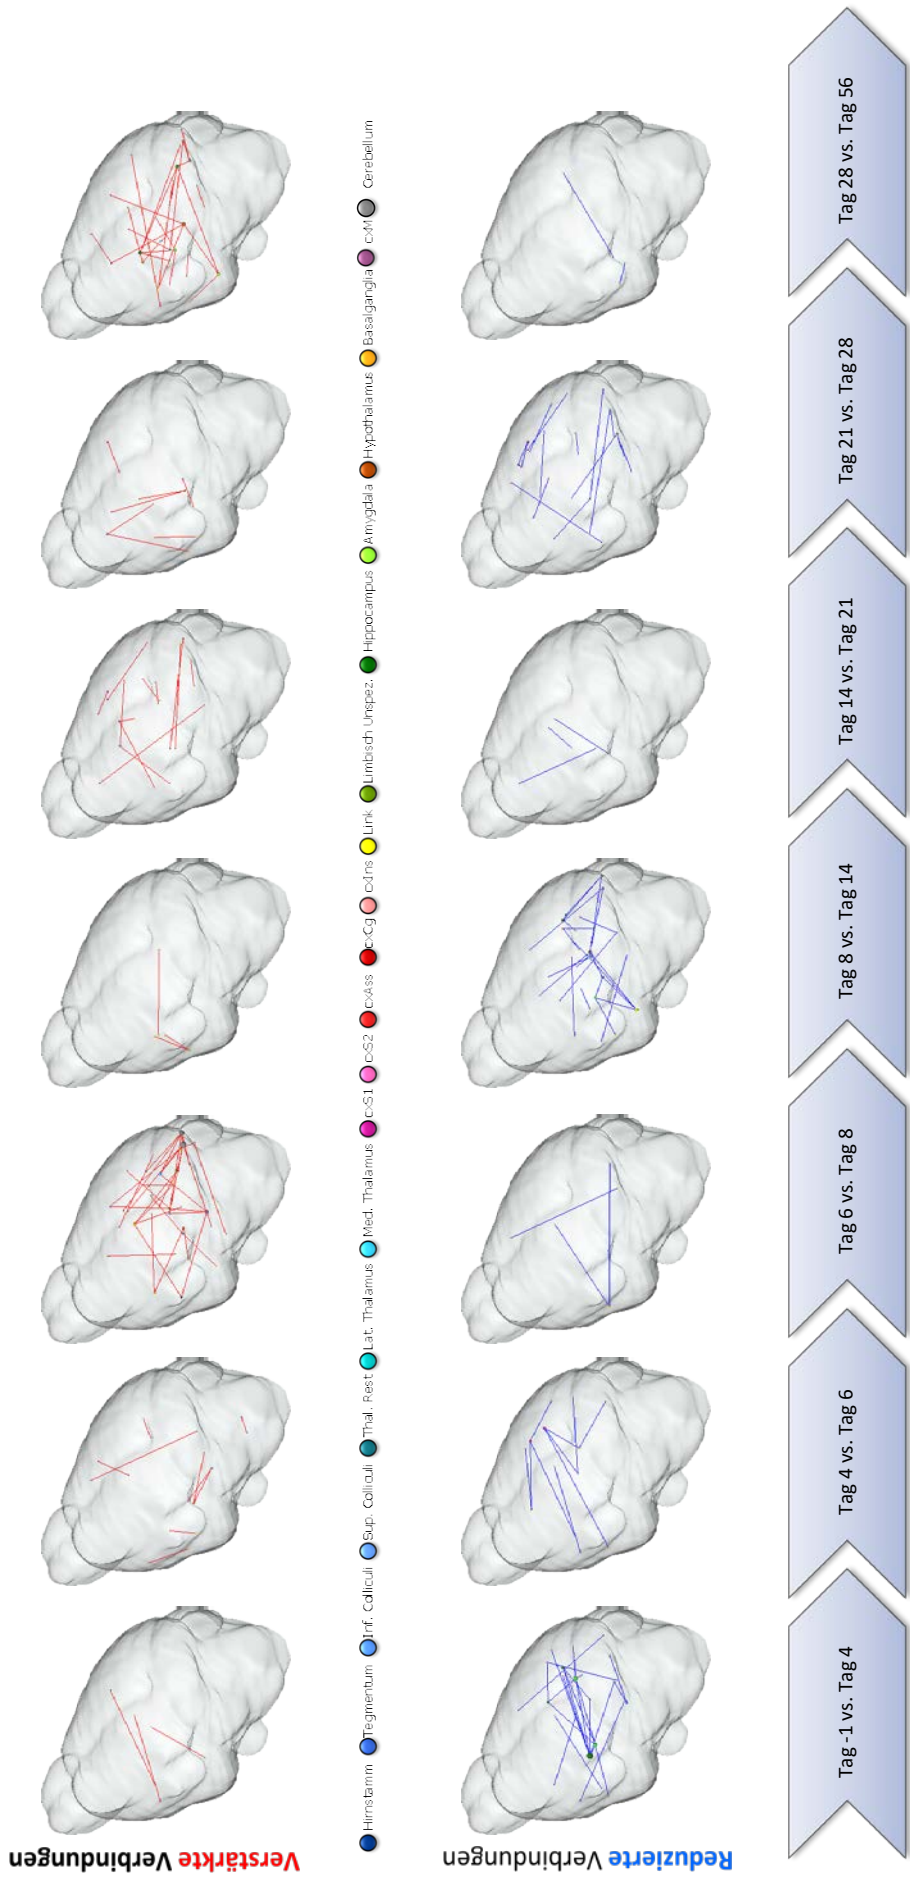 Verstärkte Verbindungen
Hirnstamm Tegmentum Inf. Colliculi Sup. Colliculi Thal. Rest Lat. Thalamus Med. Thalamus cxS1 cxS2 cxAss cxCg cxIns Link Limbisch Unspez. Hippocampus Amygdala Hypothalamus Basalganglia cxM Cerebellum
Reduzierte Verbindungen
Tag -1 vs. Tag 4
Tag 4 vs. Tag 6
Tag 6 vs. Tag 8
Tag 8 vs. Tag 14
Tag 14 vs. Tag 21
Tag 21 vs. Tag 28
Tag 28 vs. Tag 56